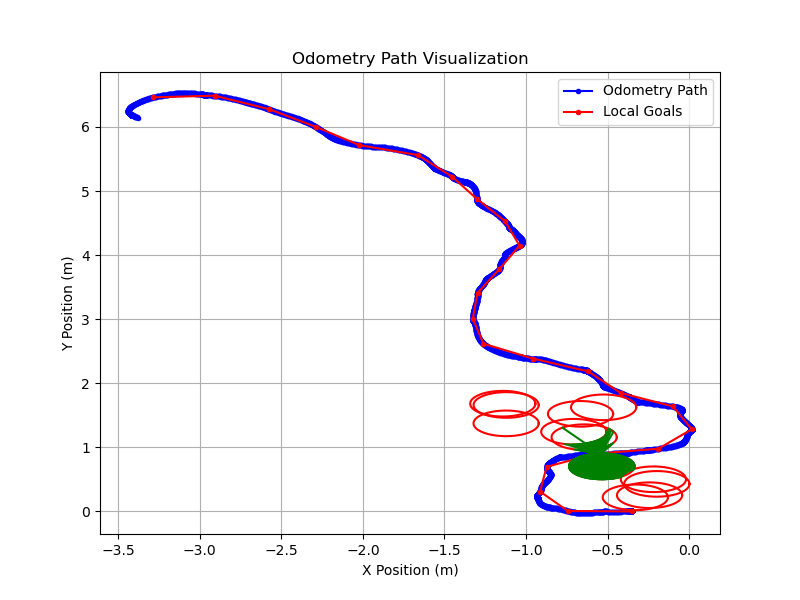 Odometry Path Visualization
Odometry Path
Local Goals
Y Position (m)
6
5
4
3
2
1
0
−3.5 −3.0 −2.5 −2.0 −1.5 −1.0 −0.5 0.0
X Position (m)